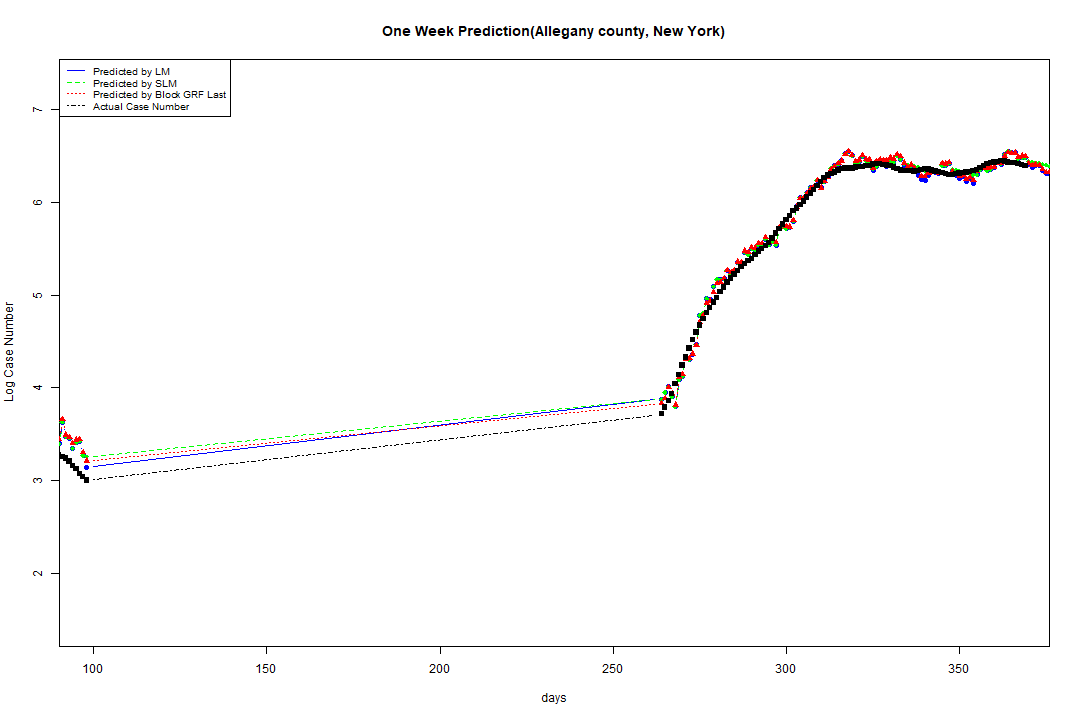 One Week Prediction(Allegany county, New York)
Predicted by LM
Predicted by SLM
Predicted by Block GRF Last
Actual Case Number
7
6
5
4
3
2
Log Case Number
100 150 200 250 300 350
days